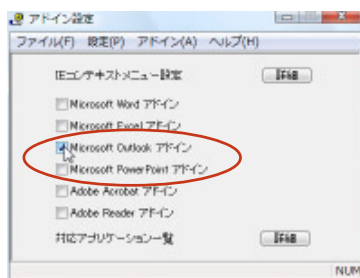 アドイン設定
ファイル(F) 設定(P) アドイン(A) ヘルプ(H)
IEコンテキストメニュー設定 詳細
Microsoft Word アドイン
Microsoft Excel アドイン
Microsoft Outlook アドイン
Microsoft PowerPoint アドイン
Adobe Acrobat アドイン
Adobe Reader アドイン
対応アプリケーション一覧 詳細
NUM